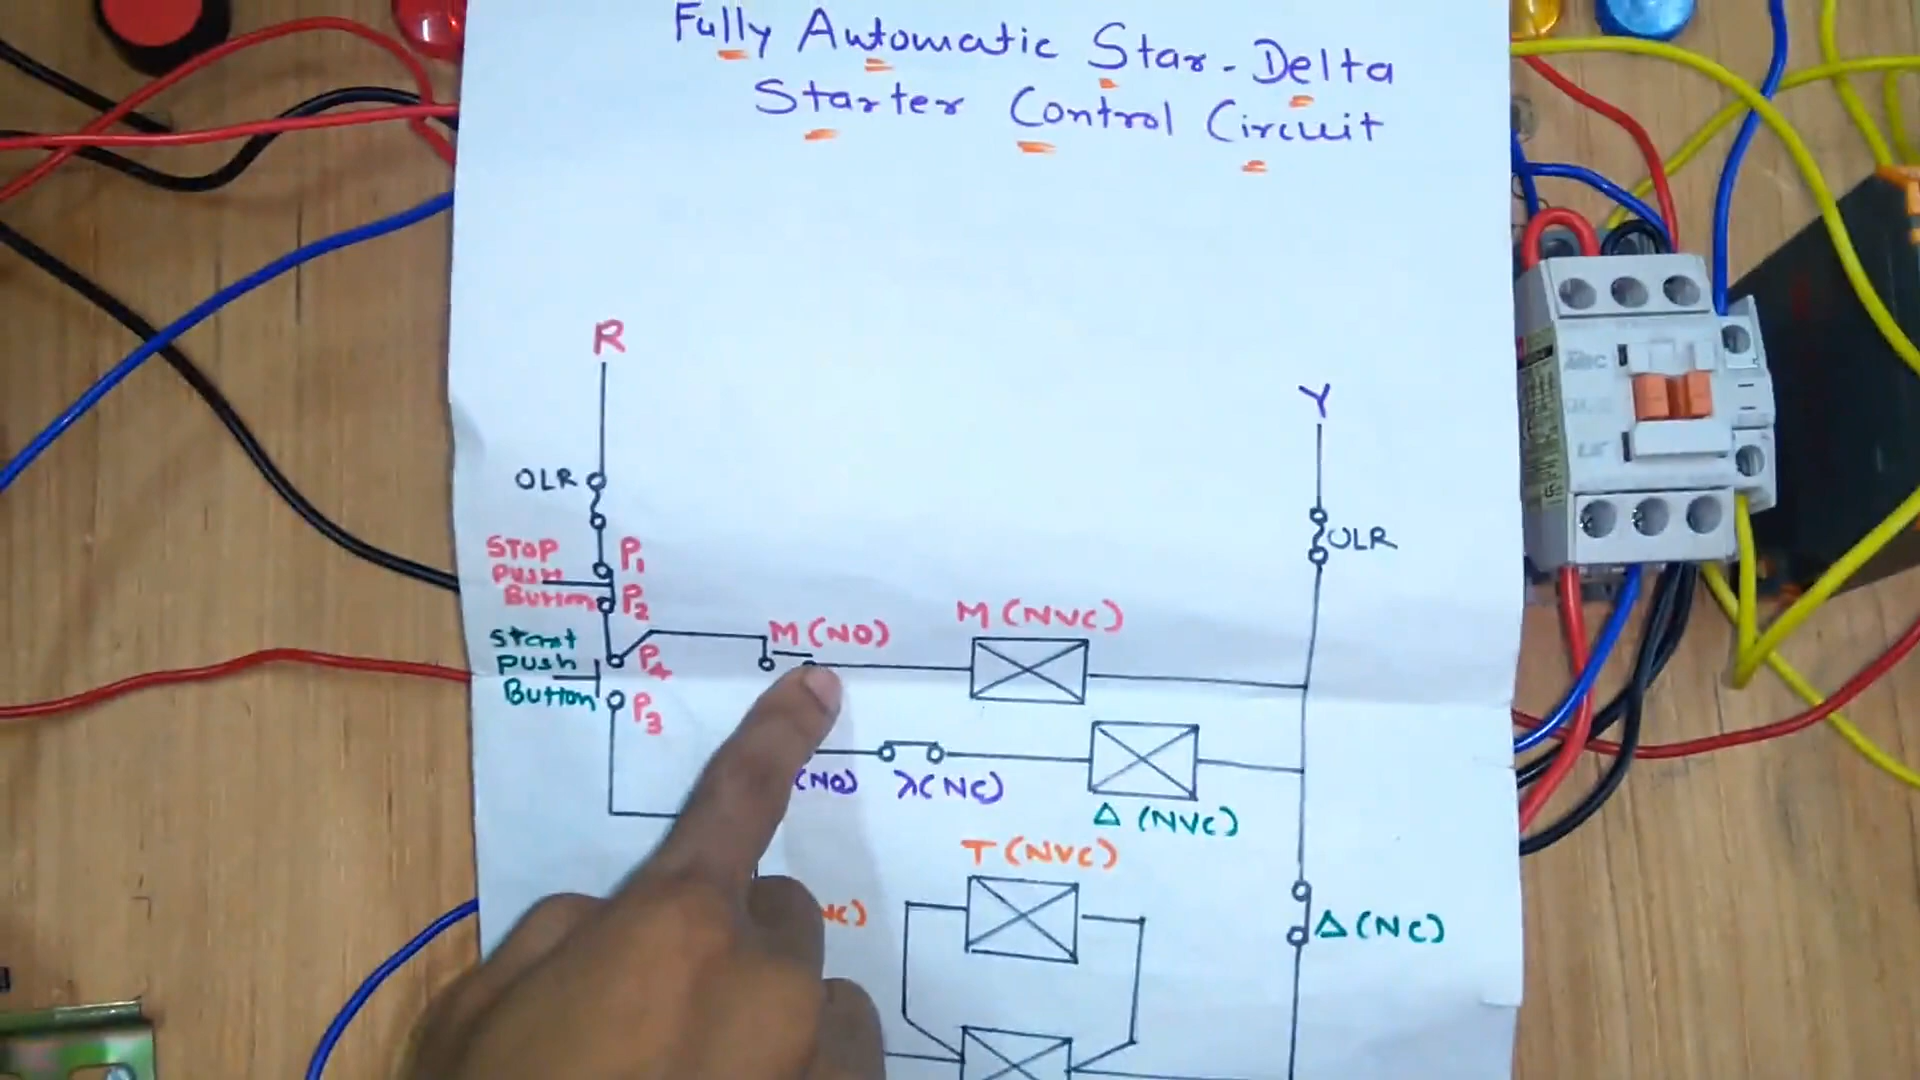 Fully Automatic Star-Delta
Starter Control Circuit
R
Y
OLR
OLR
STOP
PUSH
Button
P1
P2
M (NO)
M (NVC)
Start
PUSH
Button
P4
P3
(NO)
λ (NC)
Δ (NVC)
T (NVC)
NC)
Δ (NC)